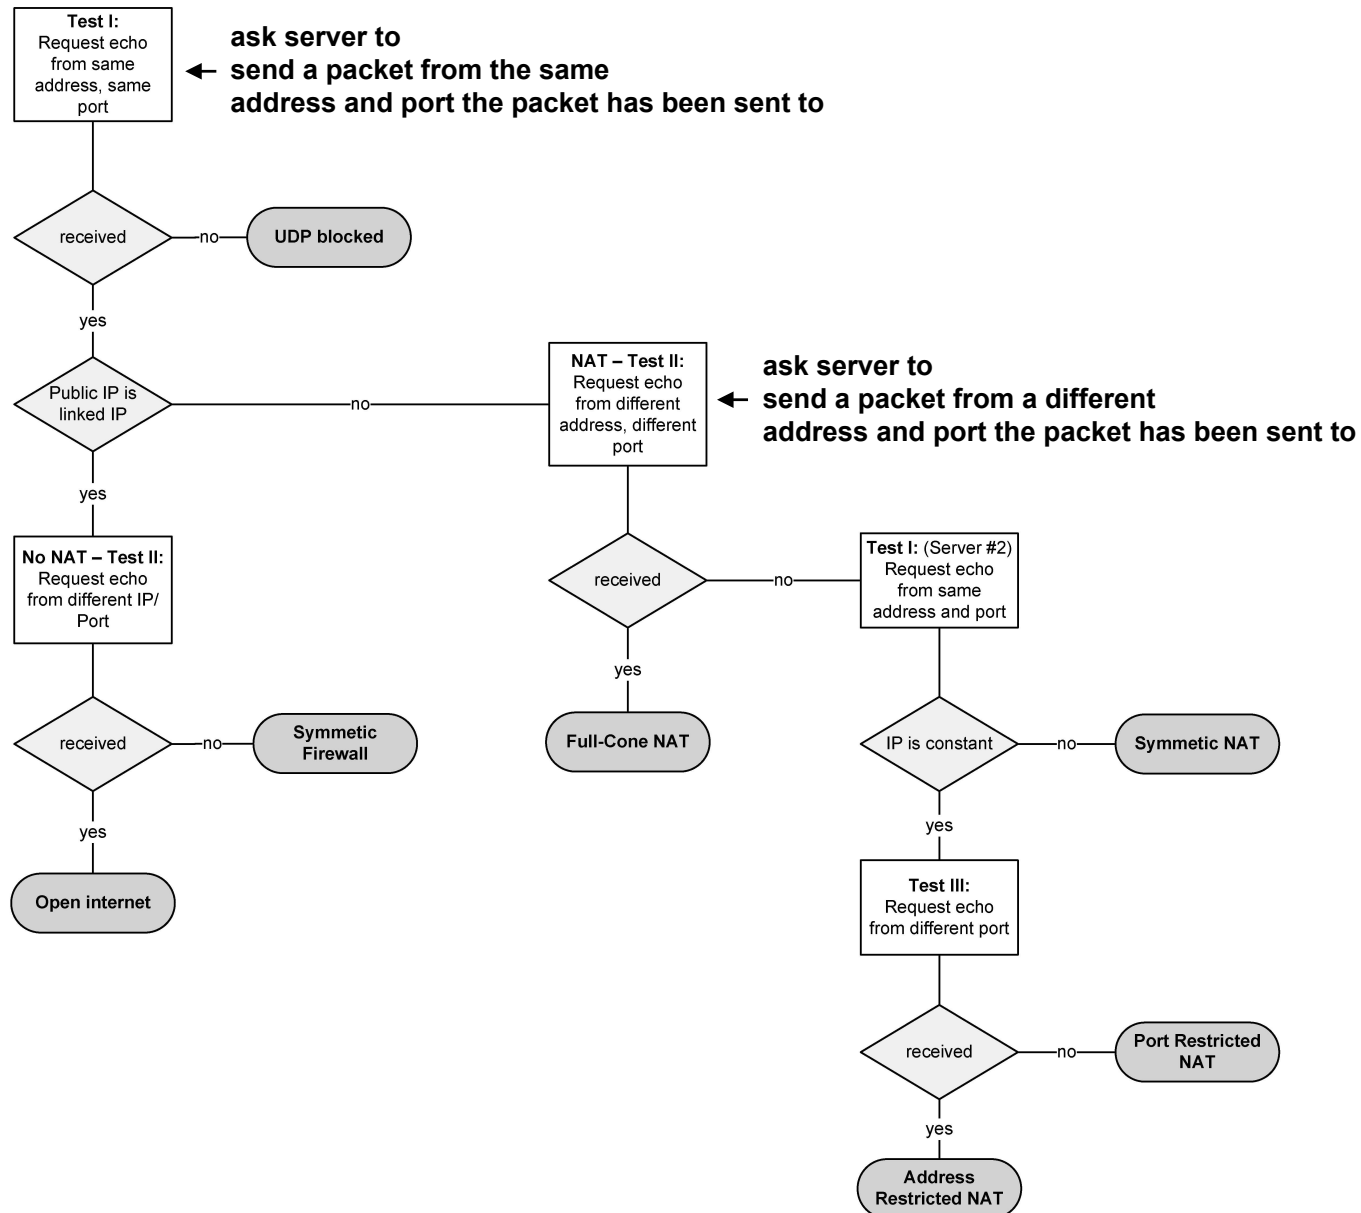 Test I:
Request echo
from same
address, same
port
ask server to
send a packet from the same
address and port the packet has been sent to
received
no
UDP blocked
yes
Public IP is
linked IP
no
NAT – Test II:
Request echo
from different
address, different
port
ask server to
send a packet from a different
address and port the packet has been sent to
yes
No NAT – Test II:
Request echo
from different IP/
Port
received
no
Test I: (Server #2)
Request echo
from same
address and port
yes
Full-Cone NAT
received
no
Symmetic
Firewall
IP is constant
no
Symmetic NAT
yes
Open internet
yes
Test III:
Request echo
from different port
received
no
Port Restricted
NAT
yes
Address
Restricted NAT